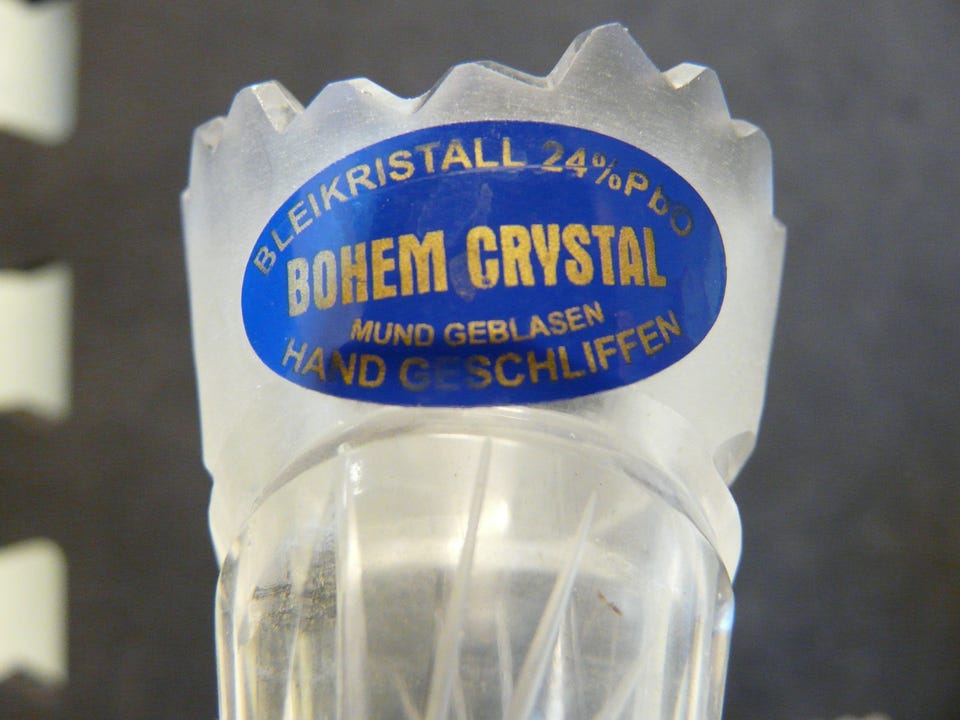 BLEIKRISTALL 24%PbO
BOHEM CRYSTAL
MUND GEBLASEN
HAND GESCHLIFFEN